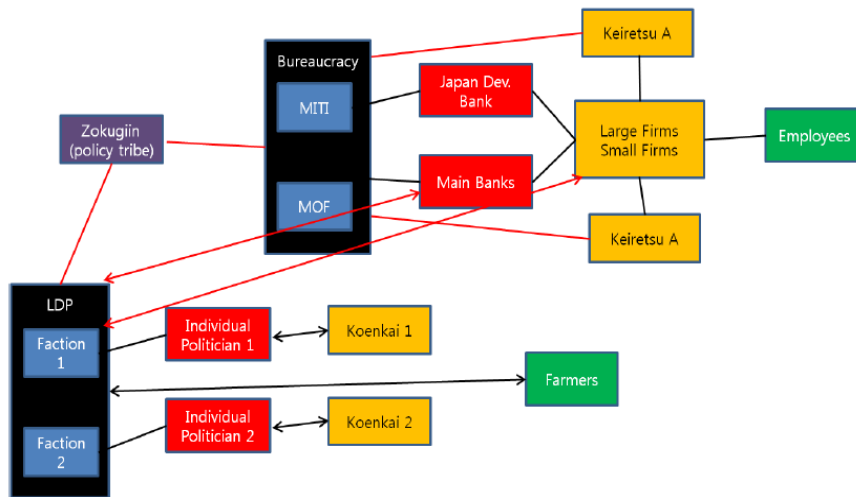 Keiretsu A
Bureaucracy
MITI
Japan Dev.
Bank
Zokugiin
(policy tribe)
Large Firms
Small Firms
Employees
Main Banks
MOF
Keiretsu A
LDP
Faction
1
Individual
Politician 1
Koenkai 1
Farmers
Individual
Politician 2
Koenkai 2
Faction
2